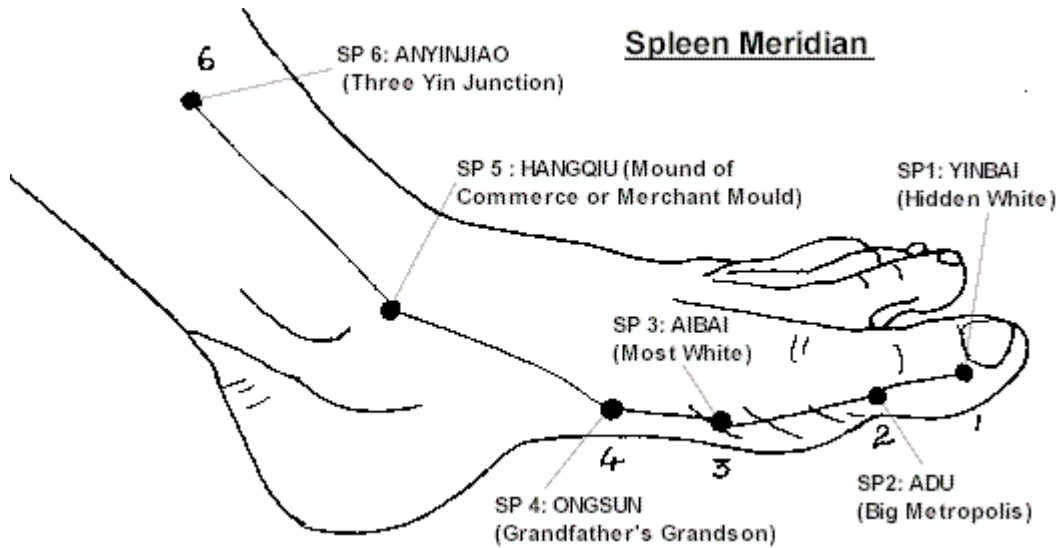 Spleen Meridian
6
SP 6: ANYINJIAO
(Three Yin Junction)
SP 5 : HANGQIU (Mound of
Commerce or Merchant Mould)
SP1: YINBAI
(Hidden White)
SP 3: AIBAI
(Most White)
4
3
2
1
SP 4: ONGSUN
(Grandfather's Grandson)
SP2: ADU
(Big Metropolis)